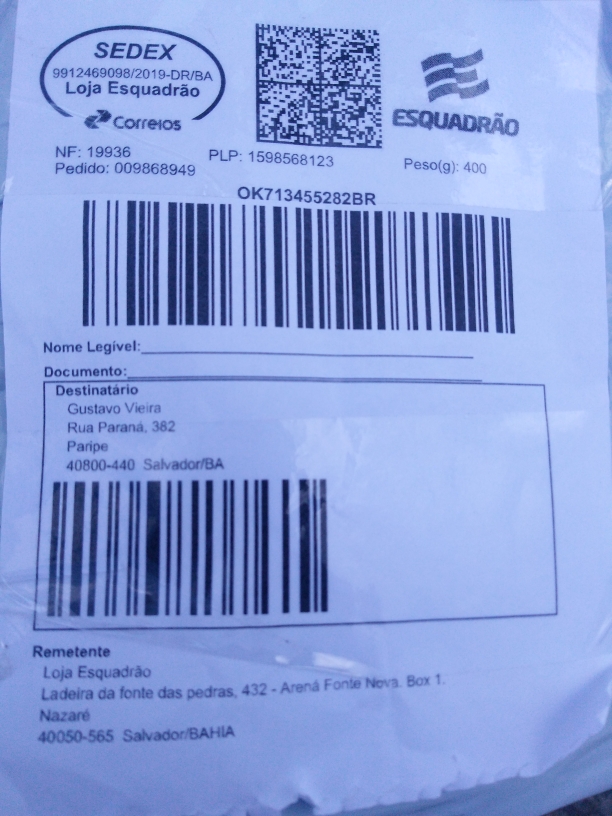 SEDEX
9912469098/2019-DR/BA
Loja Esquadrão
Correios
ESQUADRÃO
NF: 19936
PLP: 1598568123
Peso(g): 400
Pedido: 009868949
OK713455282BR
Nome Legível:
Documento:
Destinatário
Gustavo Vieira
Rua Paraná, 382
Paripe
40800-440 Salvador/BA
Remetente
Loja Esquadrão
Ladeira da fonte das pedras, 432 - Arena Fonte Nova. Box 1.
Nazaré
40050-565 Salvador/BAHIA